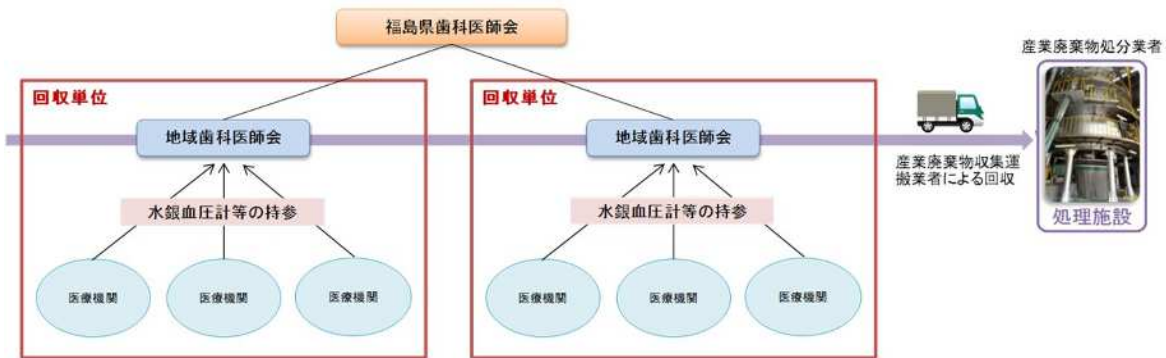 福島県歯科医師会
回収単位
地域歯科医師会
水銀血圧計等の持参
医療機関
医療機関
医療機関
回収単位
地域歯科医師会
水銀血圧計等の持参
医療機関
医療機関
医療機関
産業廃棄物収集運
搬業者による回収
産業廃棄物処分業者
処理施設